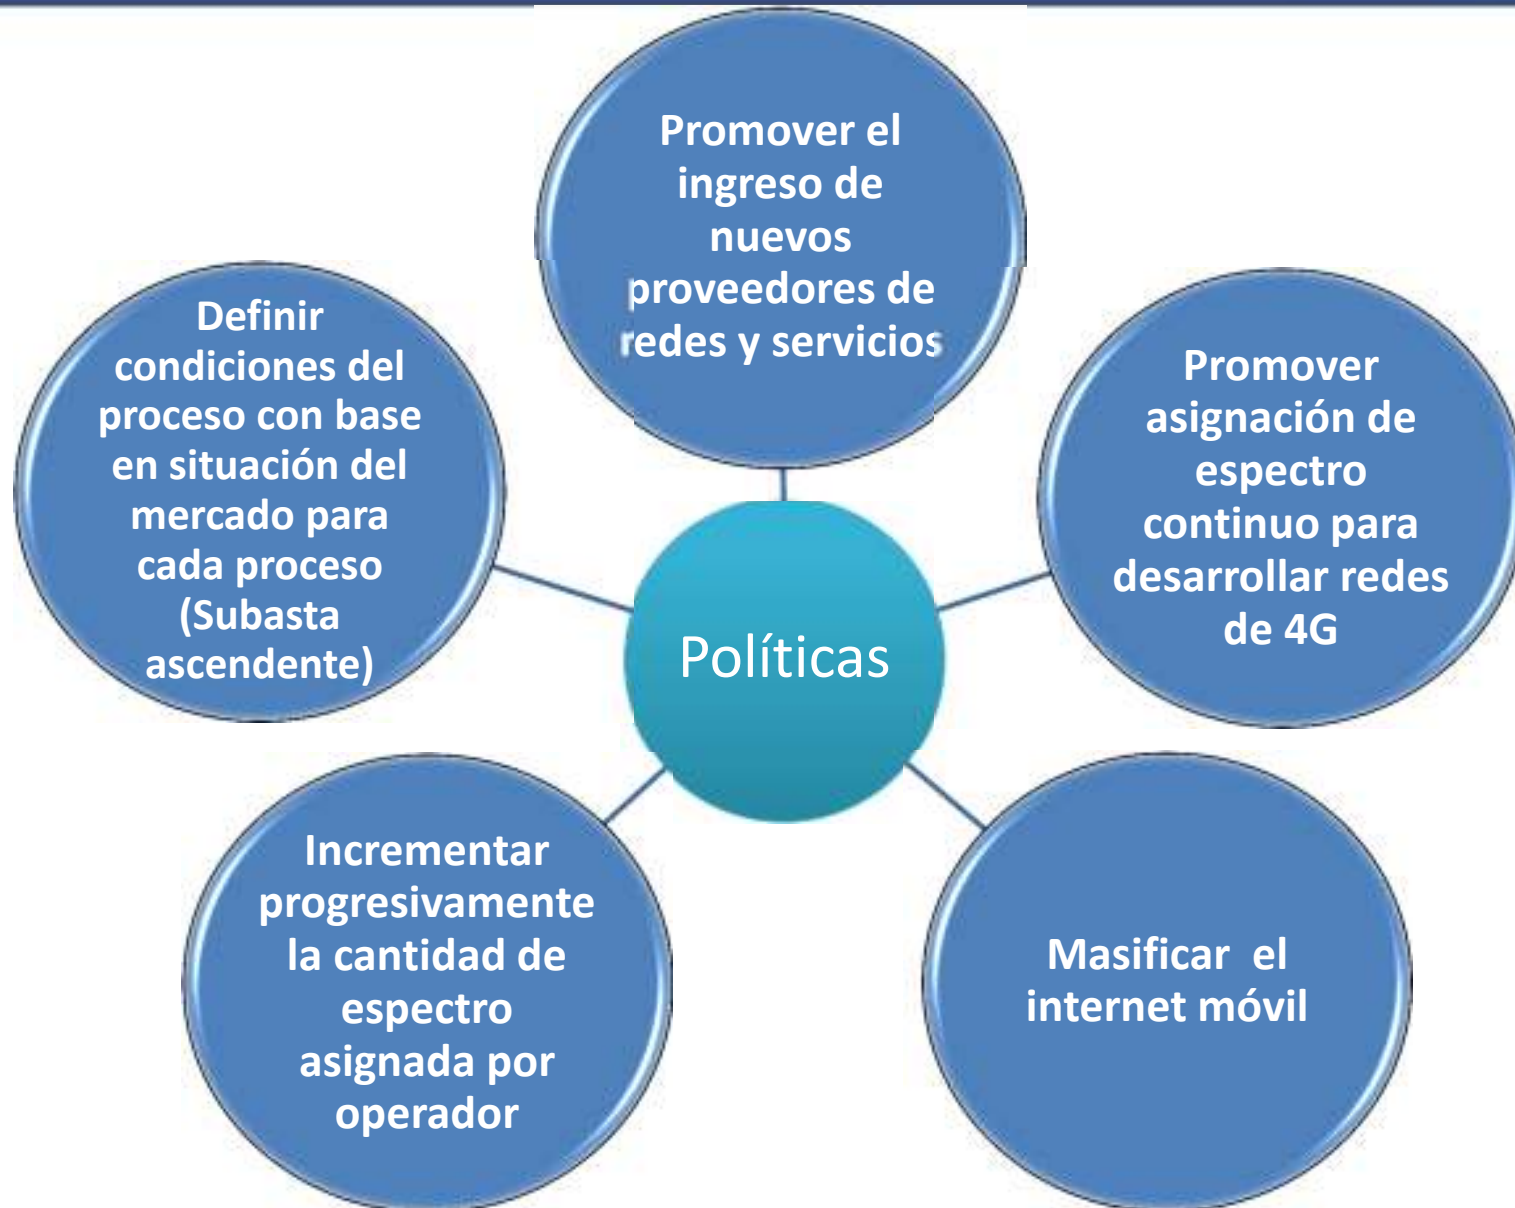 Promover el
ingreso de
nuevos
proveedores de
redes y servicios
Promover
asignación de
espectro
continuo para
desarrollar redes
de 4G
Masificar  el
internet móvil
Incrementar
progresivamente
la cantidad de
espectro
asignada por
operador
Definir
condiciones del
proceso con base
en situación del
mercado para
cada proceso
(Subasta
ascendente)
Políticas